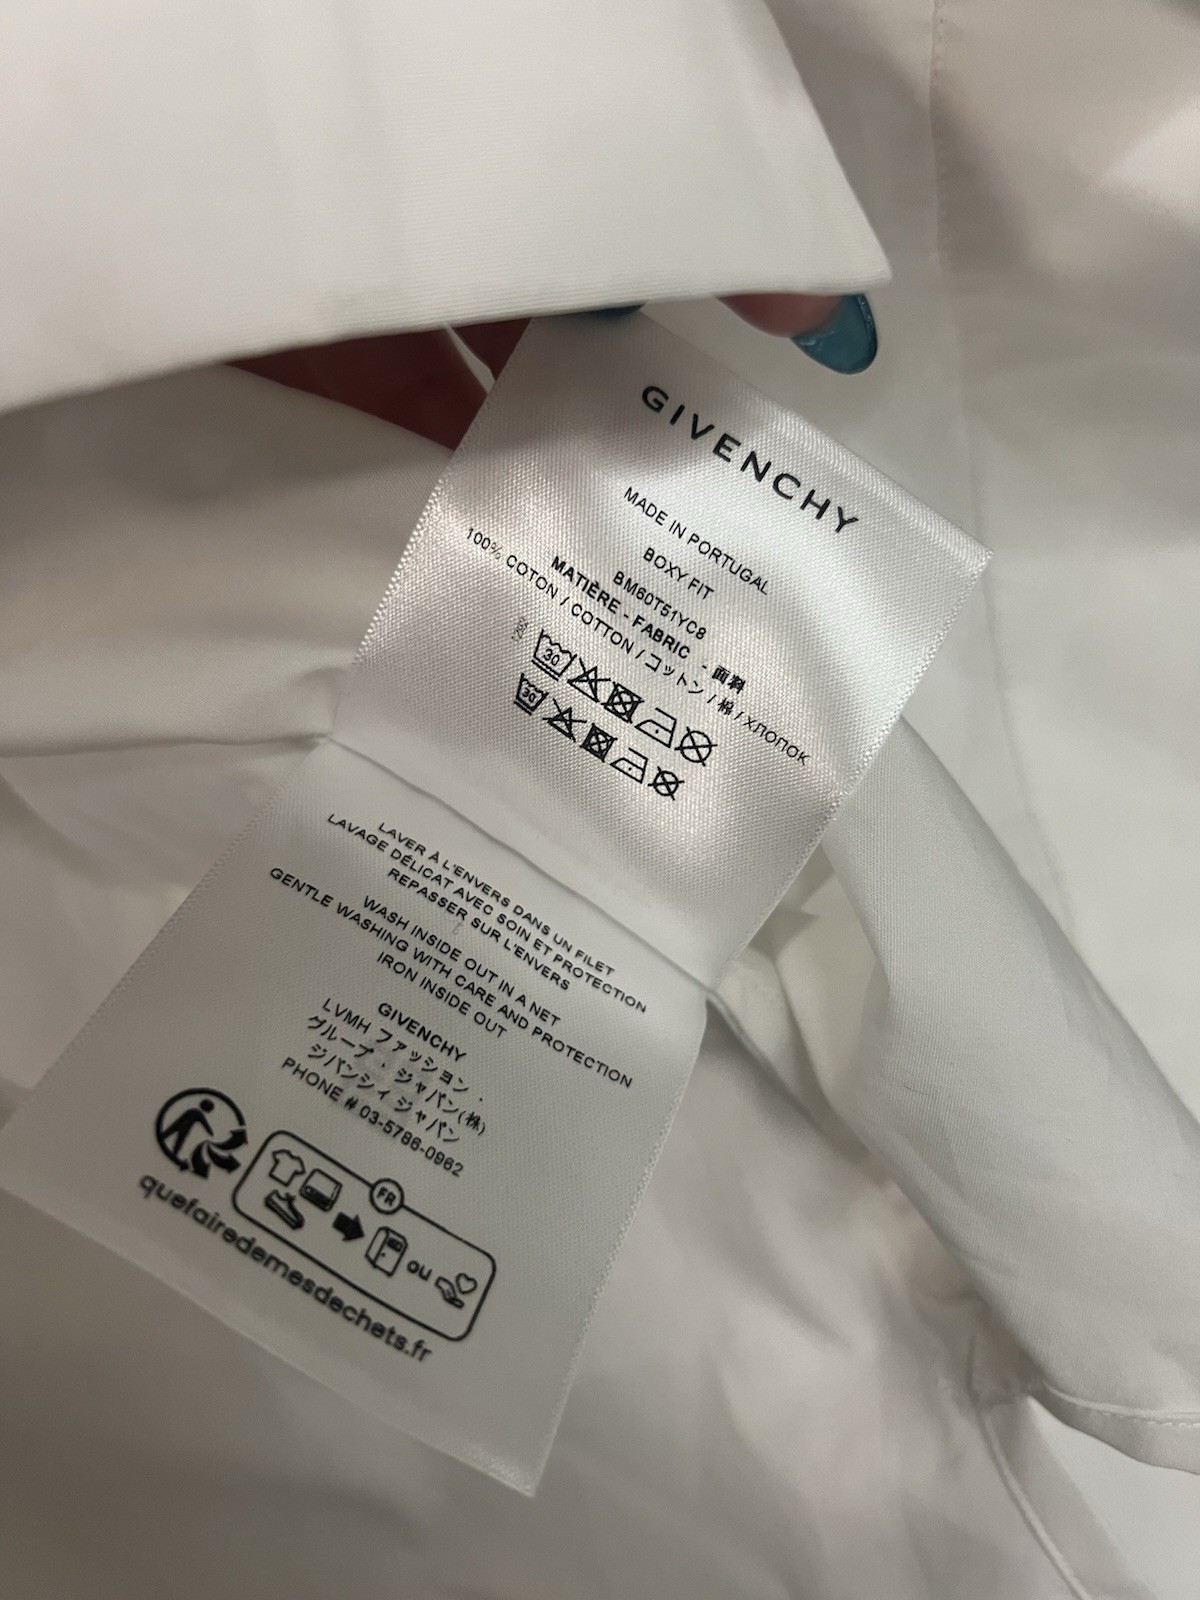 GIVENCHY
MADE IN PORTUGAL
BOXY FIT
BM60T51YC8
MATIÈRE - FABRIC - 面料
100% COTON / COTTON / コットン / 棉 / ХЛОПОК
30
30
LAVER À L'ENVERS DANS UN FILET
LAVAGE DÉLICAT AVEC SOIN ET PROTECTION
REPASSER SUR L'ENVERS
WASH INSIDE OUT IN A NET
GENTLE WASHING WITH CARE AND PROTECTION
IRON INSIDE OUT
GIVENCHY
LVMH ファッション・
グループ・ジャパン(株)
ジバンシィ ジャパン
PHONE # 03-5786-0962
FR
ou
quefairedemesdechets.fr